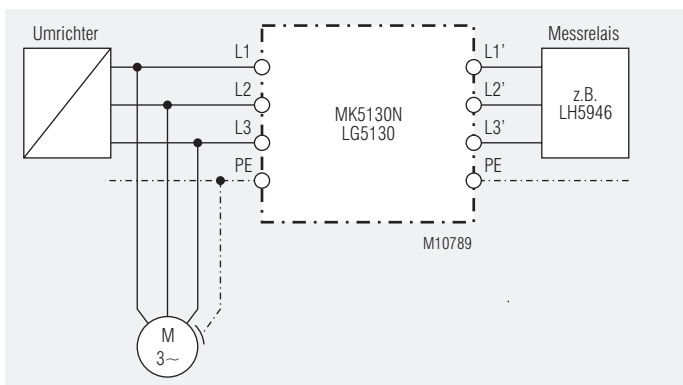 Umrichter
Messrelais
L1
L1'
L2
L2'
MK5130N
LG5130
z.B.
LH5946
L3
L3'
PE
PE
M10789
M
3~